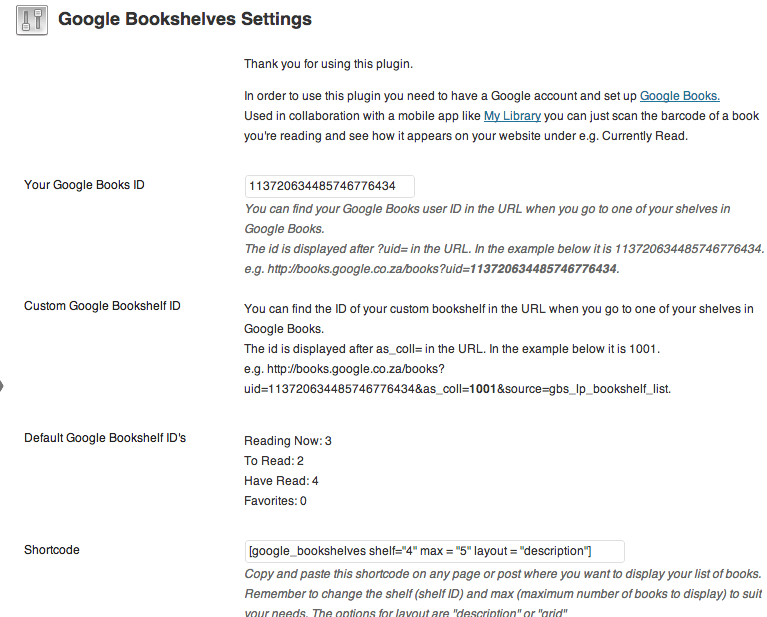 Google Bookshelves Settings
Thank you for using this plugin.
In order to use this plugin you need to have a Google account and set up Google Books.
Used in collaboration with a mobile app like My Library you can just scan the barcode of a book
you're reading and see how it appears on your website under e.g. Currently Read.
Your Google Books ID
113720634485746776434
You can find your Google Books user ID in the URL when you go to one of your shelves in
Google Books.
The id is displayed after ?uid= in the URL. In the example below it is 113720634485746776434.
e.g. http://books.google.co.za/books?uid=113720634485746776434.
Custom Google Bookshelf ID
You can find the ID of your custom bookshelf in the URL when you go to one of your shelves in
Google Books.
The id is displayed after as_coll= in the URL. In the example below it is 1001.
e.g. http://books.google.co.za/books?
uid=113720634485746776434&as_coll=1001&source=gbs_lp_bookshelf_list.
Default Google Bookshelf ID's
Reading Now: 3
To Read: 2
Have Read: 4
Favorites: 0
Shortcode
[google_bookshelves shelf="4" max = "5" layout = "description"]
Copy and paste this shortcode on any page or post where you want to display your list of books.
Remember to change the shelf (shelf ID) and max (maximum number of books to display) to suit
your needs. The options for layout are "description" or "grid"